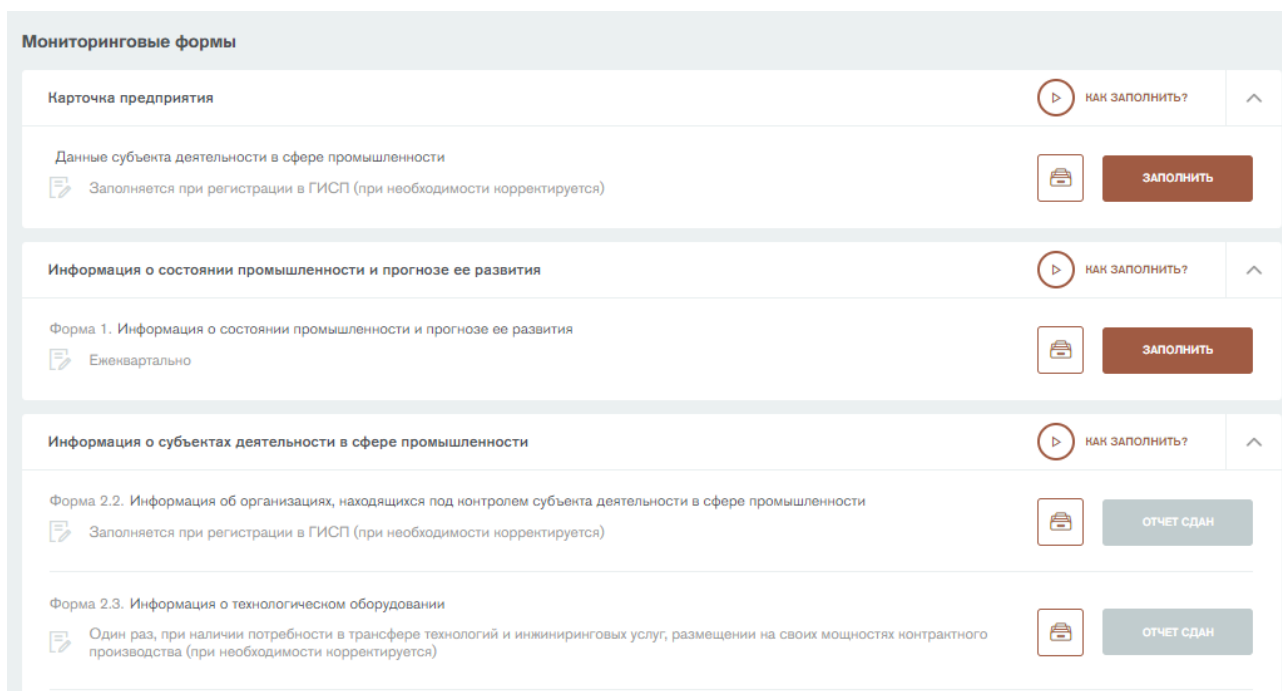 Мониторинговые формы
Карточка предприятия
КАК ЗАПОЛНИТЬ?
Данные субъекта деятельности в сфере промышленности
Заполняется при регистрации в ГИСП (при необходимости корректируется)
ЗАПОЛНИТЬ
Информация о состоянии промышленности и прогнозе ее развития
КАК ЗАПОЛНИТЬ?
Форма 1. Информация о состоянии промышленности и прогнозе ее развития
Ежеквартально
ЗАПОЛНИТЬ
Информация о субъектах деятельности в сфере промышленности
КАК ЗАПОЛНИТЬ?
Форма 2.2. Информация об организациях, находящихся под контролем субъекта деятельности в сфере промышленности
Заполняется при регистрации в ГИСП (при необходимости корректируется)
ОТЧЕТ СДАН
Форма 2.3. Информация о технологическом оборудовании
Один раз, при наличии потребности в трансфере технологий и инжиниринговых услуг, размещении на своих мощностях контрактного
производства (при необходимости корректируется)
ОТЧЕТ СДАН